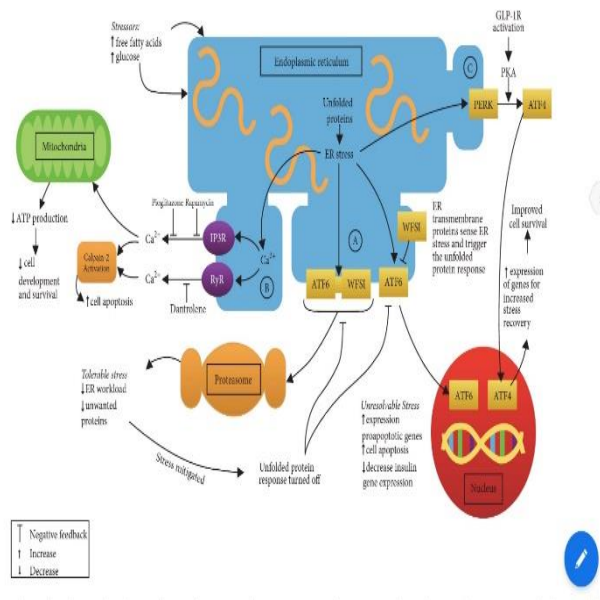 Stressors:
↑ free fatty acids
↑ glucose
Endoplasmic reticulum
Unfolded
proteins
ER stress
C
GLP-1R
activation
PKA
PERK
ATF4
Mitochondria
↓ATP production
↓cell
development
and survival
Calpain-2
Activation
↑cell apoptosis
Pioglitazone Rapamycin
Ca²⁺
Ca²⁺
IP3R
RyR
Ca²⁺
B
Dantrolene
A
ATF6
WFSI
ATF6
WFSI
ER
transmembrane
proteins sense ER
stress and trigger
the unfolded
protein response
Improved
cell survival
↑ expression
of genes for
increased
stress
recovery
Proteasome
Tolerable stress
↓ER workload
↓unwanted
proteins
Stress mitigated
Unfolded protein
response turned off
Unresolvable Stress
↑ expression
proapoptotic genes
↑cell apoptosis
↓decrease insulin
gene expression
ATF6
ATF4
Nucleus
Negative feedback
↑ Increase
↓ Decrease